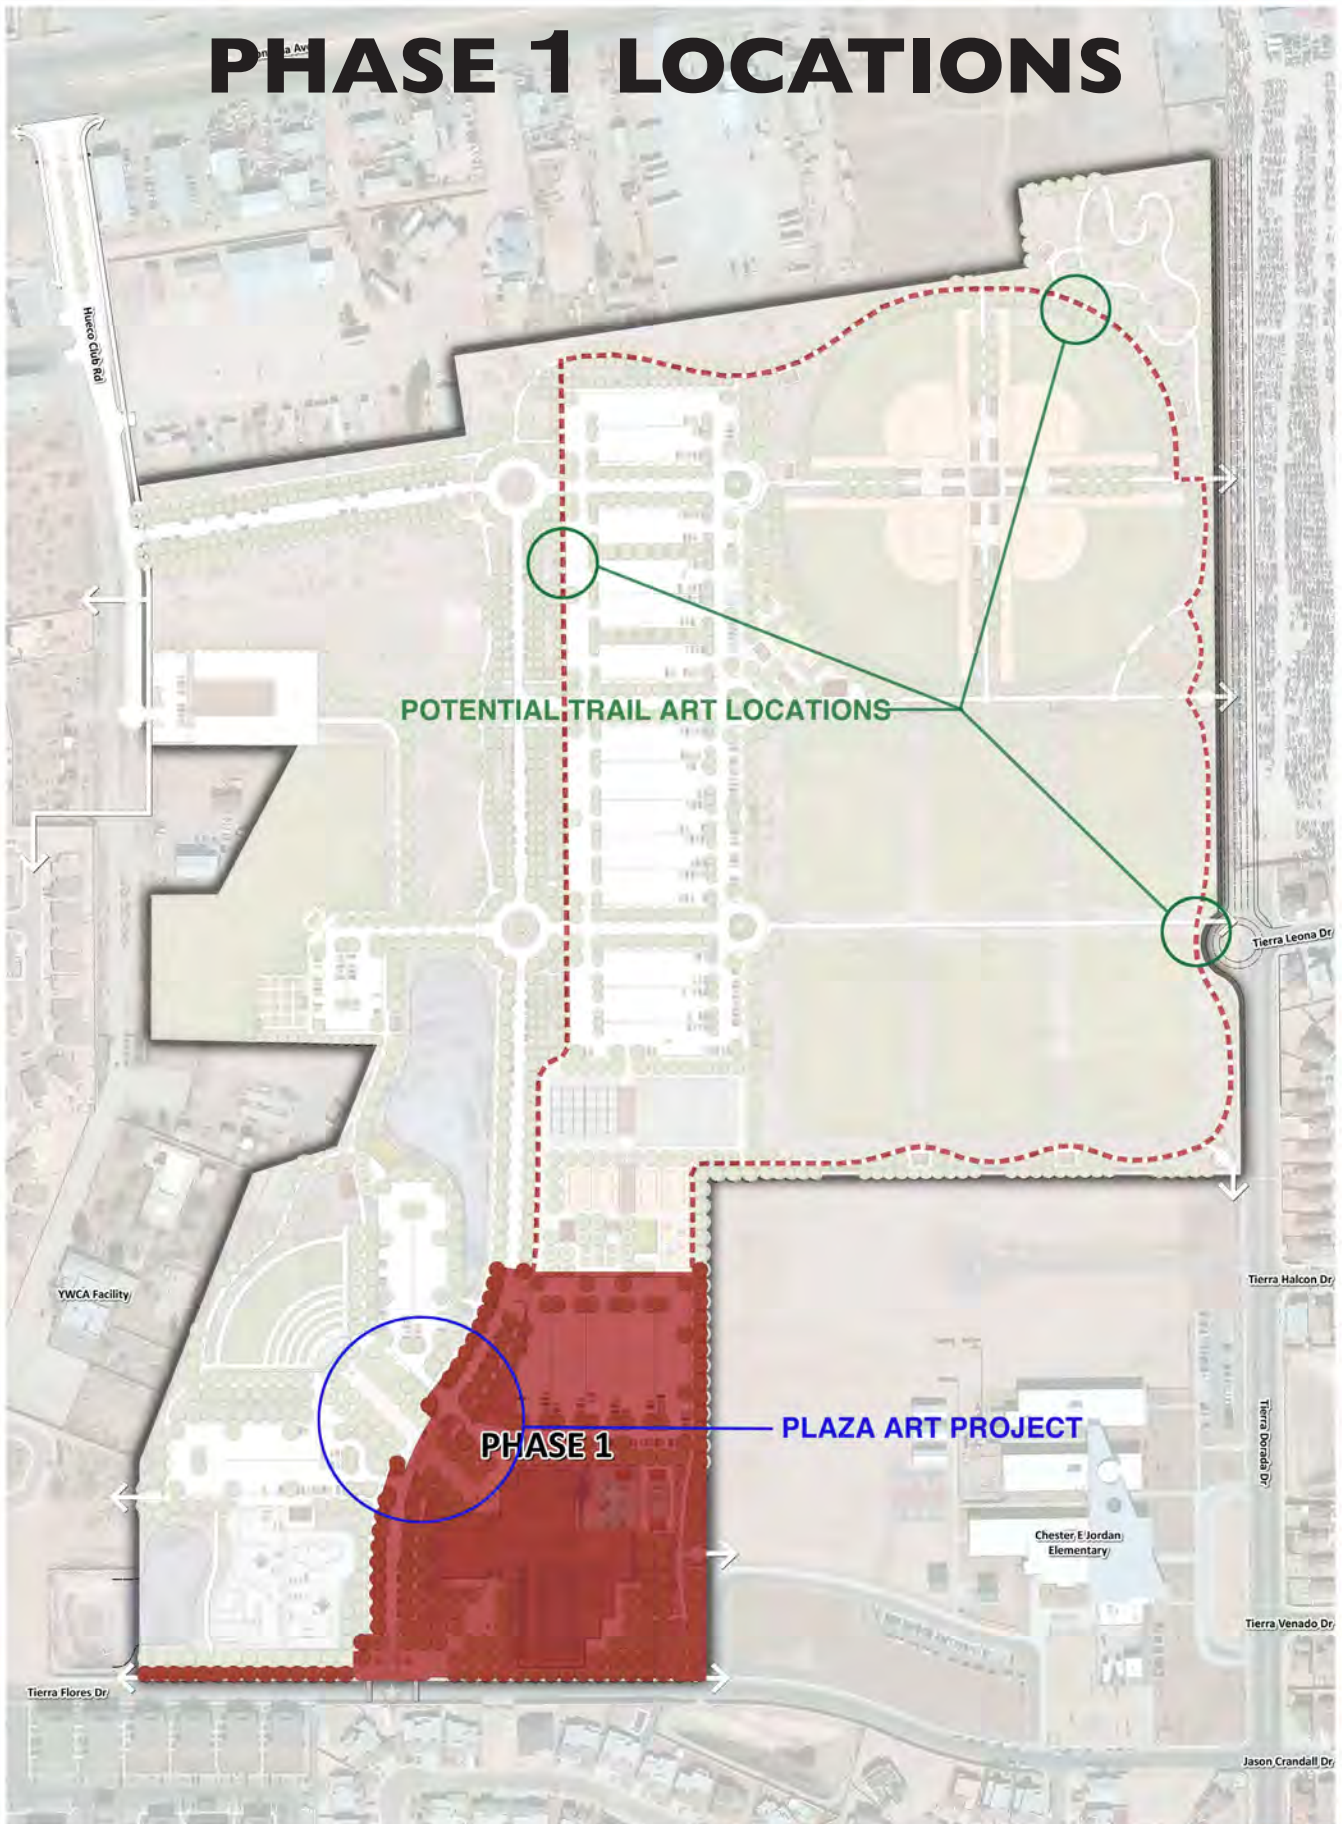 PHASE 1 LOCATIONS
Hueco Club Rd
POTENTIAL TRAIL ART LOCATIONS
Tierra Leona Dr
YWCA Facility
Tierra Halcon Dr
PLAZA ART PROJECT
PHASE 1
Tierra Dorada Dr
Chester E Jordan
Elementary
Tierra Venado Dr
Tierra Flores Dr
Jason Crandall Dr